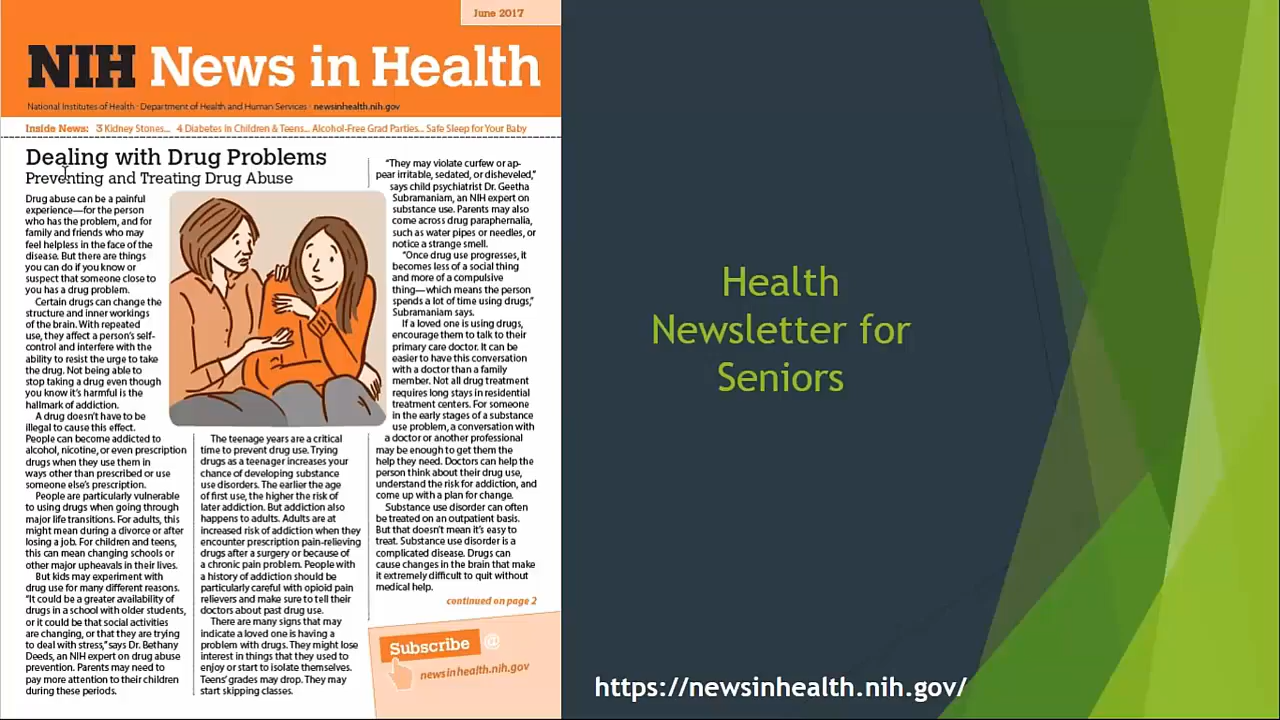 June 2017
NIH News in Health
National Institutes of Health · Department of Health and Human Services · newsinhealth.nih.gov
Inside News: 3 Kidney Stones... 4 Diabetes in Children & Teens... Alcohol-Free Grad Parties... Safe Sleep for Your Baby
Dealing with Drug Problems
Preventing and Treating Drug Abuse
Drug abuse can be a painful
experience—for the person
who has the problem, and for
family and friends who may
feel helpless in the face of the
disease. But there are things
you can do if you know or
suspect that someone close to
you has a drug problem.
Certain drugs can change the
structure and inner workings
of the brain. With repeated
use, they affect a person's self-
control and interfere with the
ability to resist the urge to take
the drug. Not being able to
stop taking a drug even though
you know it's harmful is the
hallmark of addiction.
A drug doesn't have to be
illegal to cause this effect.
People can become addicted to
alcohol, nicotine, or even prescription
drugs when they use them in
ways other than prescribed or use
someone else's prescription.
People are particularly vulnerable
to using drugs when going through
major life transitions. For adults, this
might mean during a divorce or after
losing a job. For children and teens,
this can mean changing schools or
other major upheavals in their lives.
But kids may experiment with
drug use for many different reasons.
"It could be a greater availability of
drugs in a school with older students,
or it could be that social activities
are changing, or that they are trying
to deal with stress," says Dr. Bethany
Deeds, an NIH expert on drug abuse
prevention. Parents may need to
pay more attention to their children
during these periods.
The teenage years are a critical
time to prevent drug use. Trying
drugs as a teenager increases your
chance of developing substance
use disorders. The earlier the age
of first use, the higher the risk of
later addiction. But addiction also
happens to adults. Adults are at
increased risk of addiction when they
encounter prescription pain-relieving
drugs after a surgery or because of
a chronic pain problem. People with
a history of addiction should be
particularly careful with opioid pain
relievers and make sure to tell their
doctors about past drug use.
There are many signs that may
indicate a loved one is having a
problem with drugs. They might lose
interest in things that they used to
enjoy or start to isolate themselves.
Teens' grades may drop. They may
start skipping classes.
"They may violate curfew or ap-
pear irritable, sedated, or disheveled,"
says child psychiatrist Dr. Geetha
Subramaniam, an NIH expert on
substance use. Parents may also
come across drug paraphernalia,
such as water pipes or needles, or
notice a strange smell.
"Once drug use progresses, it
becomes less of a social thing
and more of a compulsive
thing—which means the person
spends a lot of time using drugs,"
Subramaniam says.
If a loved one is using drugs,
encourage them to talk to their
primary care doctor. It can be
easier to have this conversation
with a doctor than a family
member. Not all drug treatment
requires long stays in residential
treatment centers. For someone
in the early stages of a substance
use problem, a conversation with
a doctor or another professional
may be enough to get them the
help they need. Doctors can help the
person think about their drug use,
understand the risk for addiction, and
come up with a plan for change.
Substance use disorder can often
be treated on an outpatient basis.
But that doesn't mean it's easy to
treat. Substance use disorder is a
complicated disease. Drugs can
cause changes in the brain that make
it extremely difficult to quit without
medical help.
continued on page 2
Subscribe @
newsinhealth.nih.gov
Health
Newsletter for
Seniors
https://newsinhealth.nih.gov/